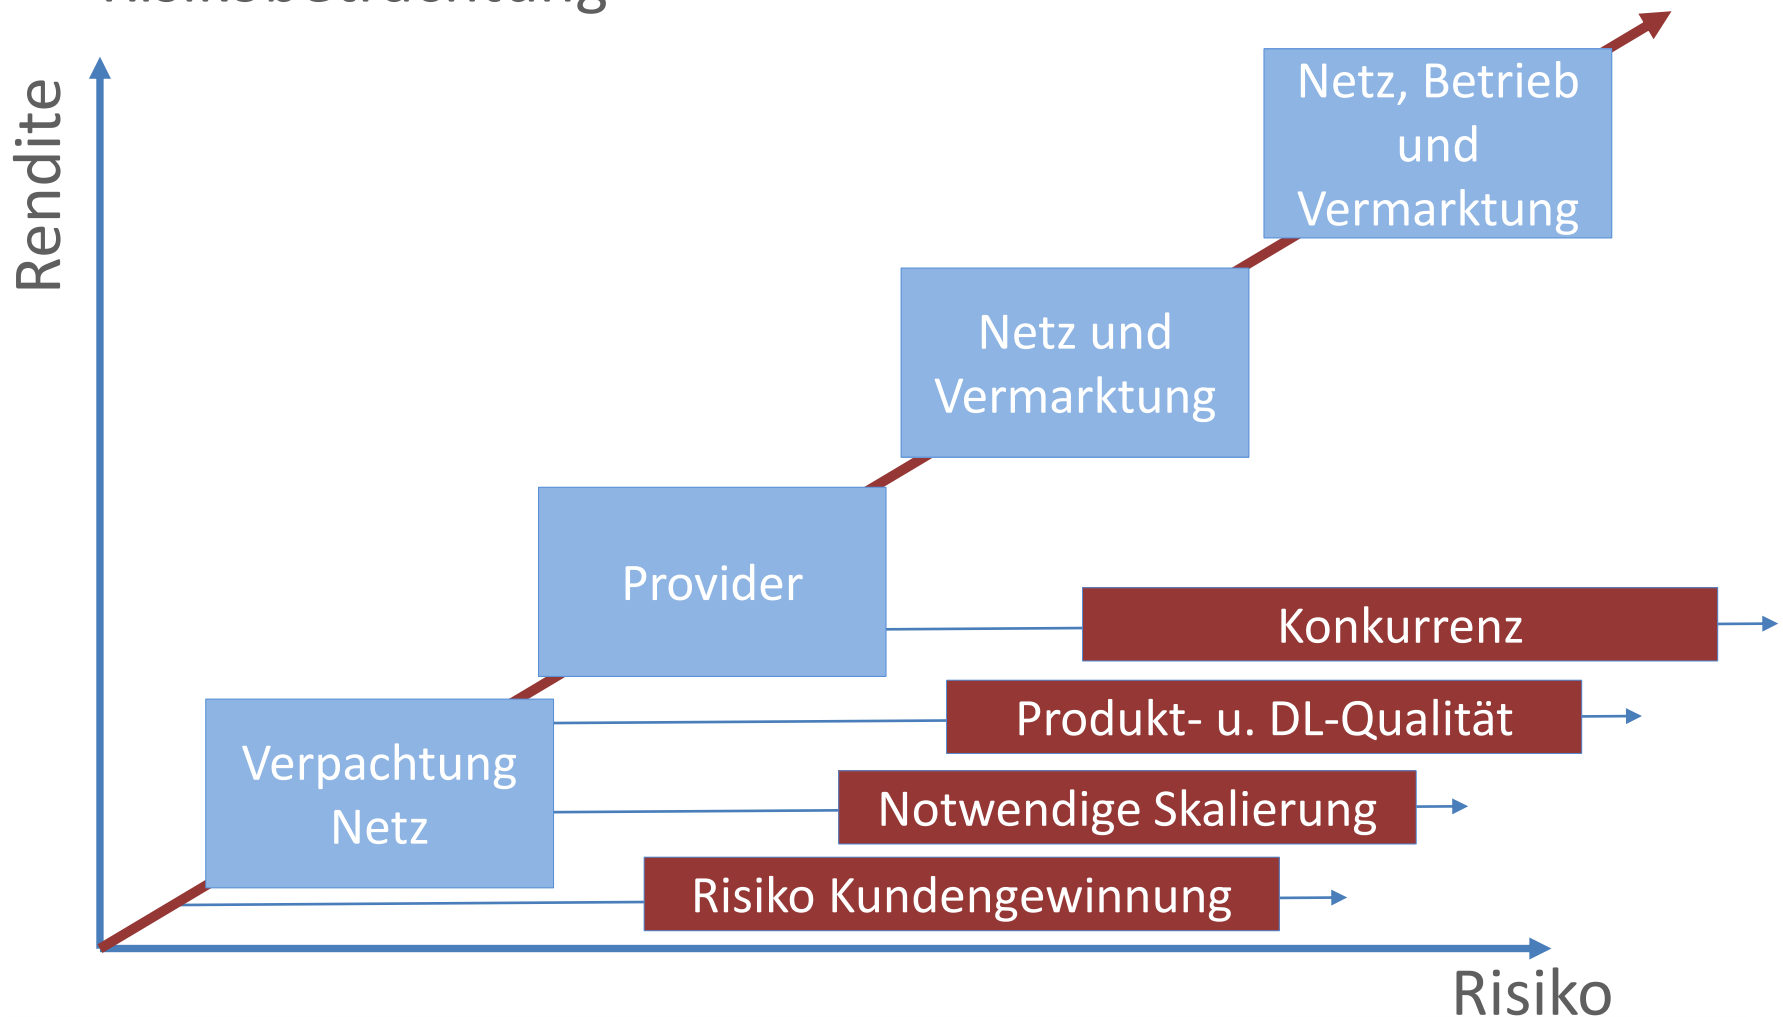 Risikobetrachtung
Rendite
Netz, Betrieb
und
Vermarktung
Netz und
Vermarktung
Provider
Konkurrenz
Produkt- u. DL-Qualität
Verpachtung
Netz
Notwendige Skalierung
Risiko Kundengewinnung
Risiko